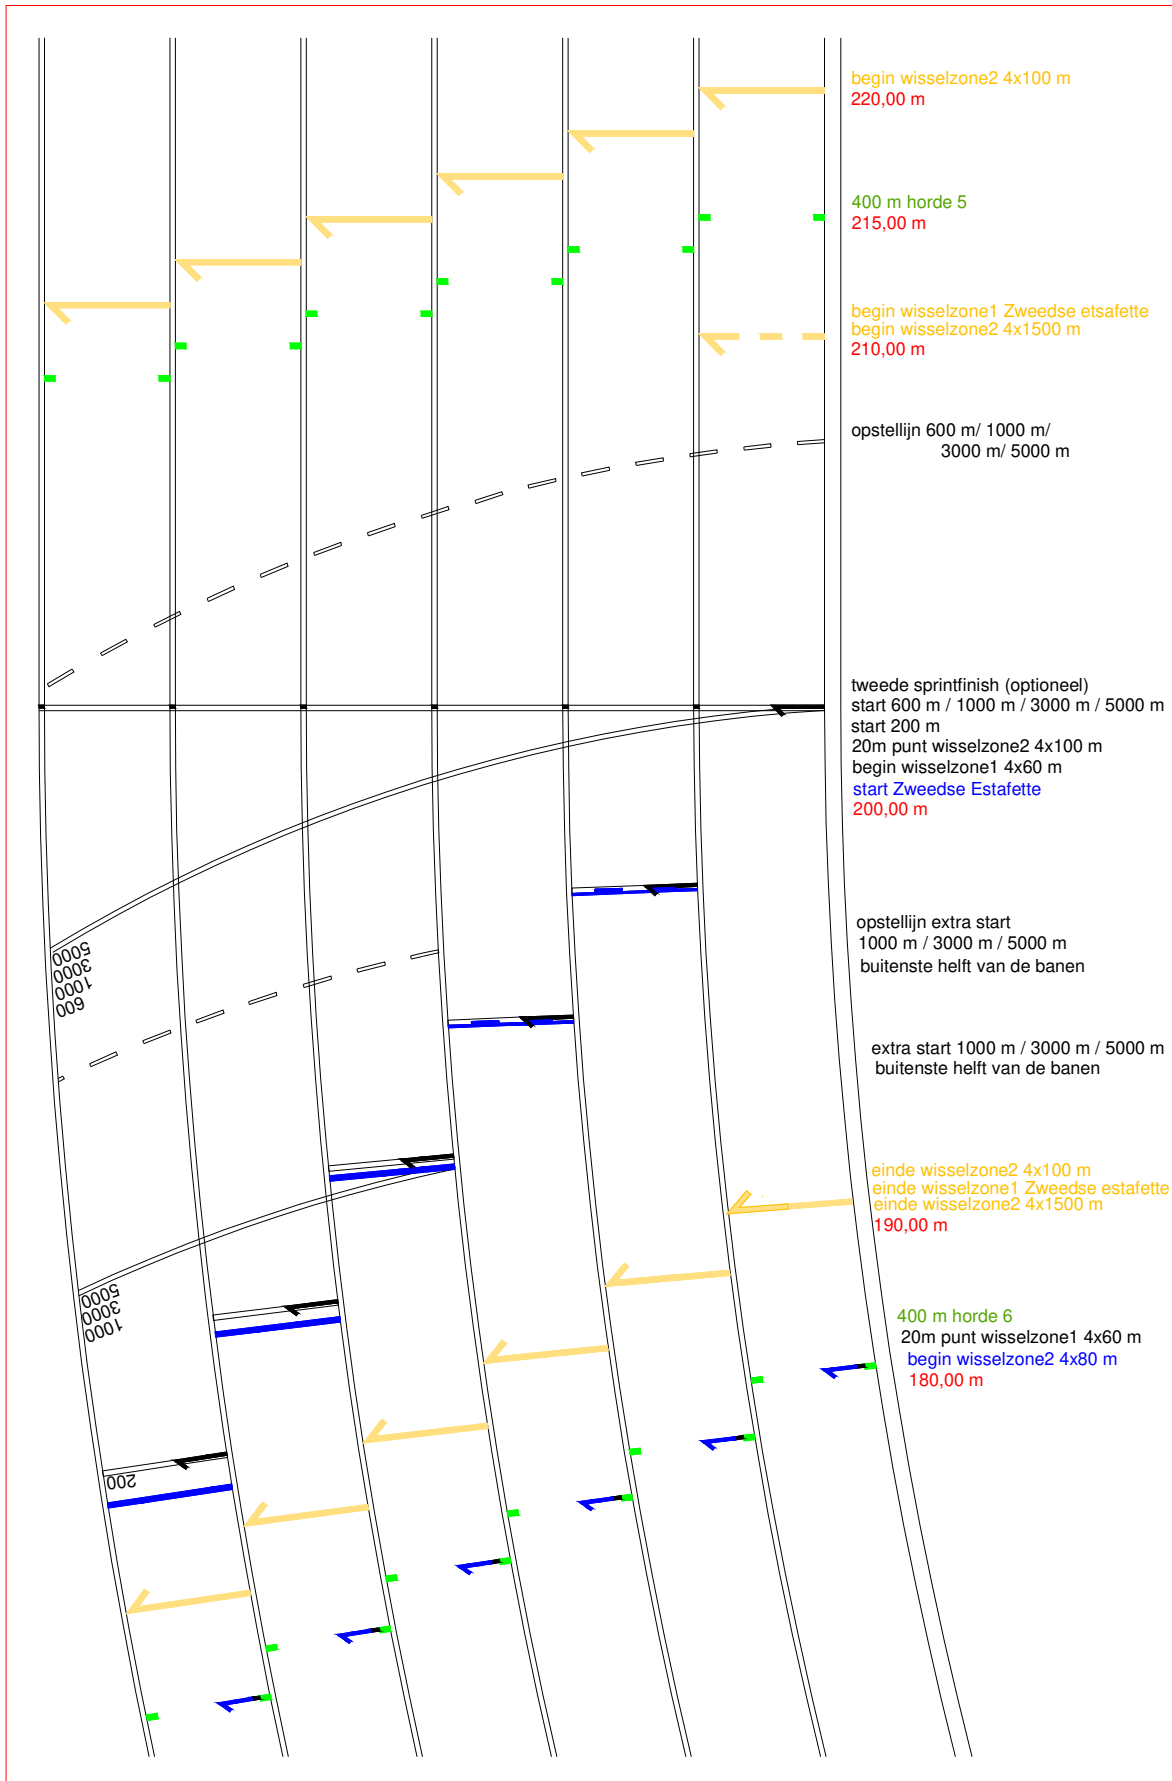 begin wisselzone2 4x100 m
220,00 m
400 m horde 5
215,00 m
begin wisselzone1 Zweedse etsafette
begin wisselzone2 4x1500 m
210,00 m
opstellijn 600 m/ 1000 m/
3000 m/ 5000 m
tweede sprintfinish (optioneel)
start 600 m / 1000 m / 3000 m / 5000 m
start 200 m
20m punt wisselzone2 4x100 m
begin wisselzone1 4x60 m
start Zweedse Estafette
200,00 m
5000
3000
1000
600
opstellijn extra start
1000 m / 3000 m / 5000 m
buitenste helft van de banen
extra start 1000 m / 3000 m / 5000 m
buitenste helft van de banen
einde wisselzone2 4x100 m
einde wisselzone1 Zweedse estafette
einde wisselzone2 4x1500 m
190,00 m
5000
3000
1000
400 m horde 6
20m punt wisselzone1 4x60 m
begin wisselzone2 4x80 m
180,00 m
200